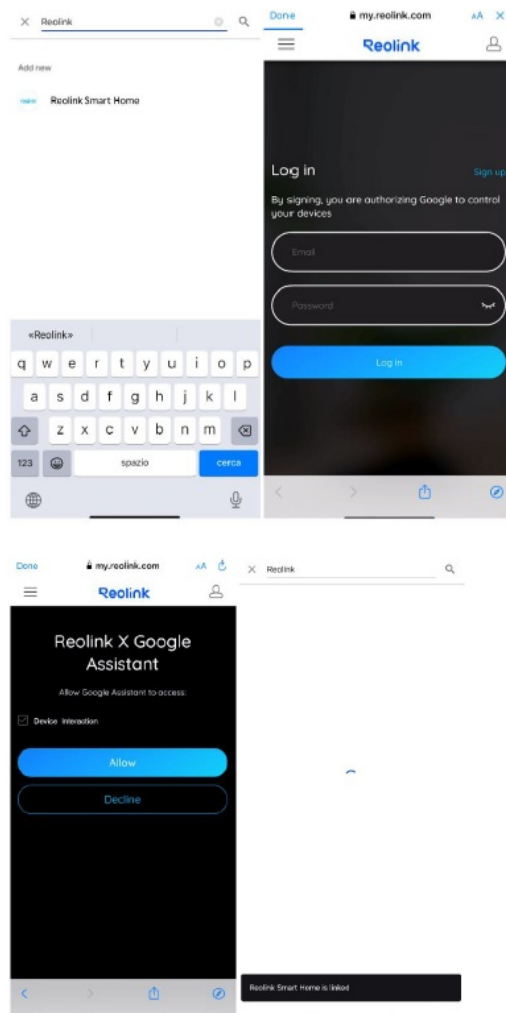 Reolink
Add new
reolink
Reolink Smart Home
«Reolink»
q w e r t y u i o p
a s d f g h j k l
z x c v b n m
123
spazio
cerca
Done
my.reolink.com
AA
Reolink
Log in
Sign up
By signing, you are authorizing Google to control
your devices
Email
Password
Log in
Done
my.reolink.com
AA
Reolink
Reolink X Google
Assistant
Allow Google Assistant to access:
Device Interaction
Allow
Decline
Reolink
Reolink Smart Home is linked